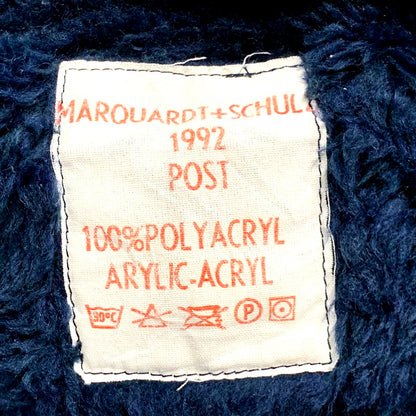 MARQUARDT+SCHUL
1992
POST
100%POLYACRYL
ARYLIC-ACRYL
30°C P